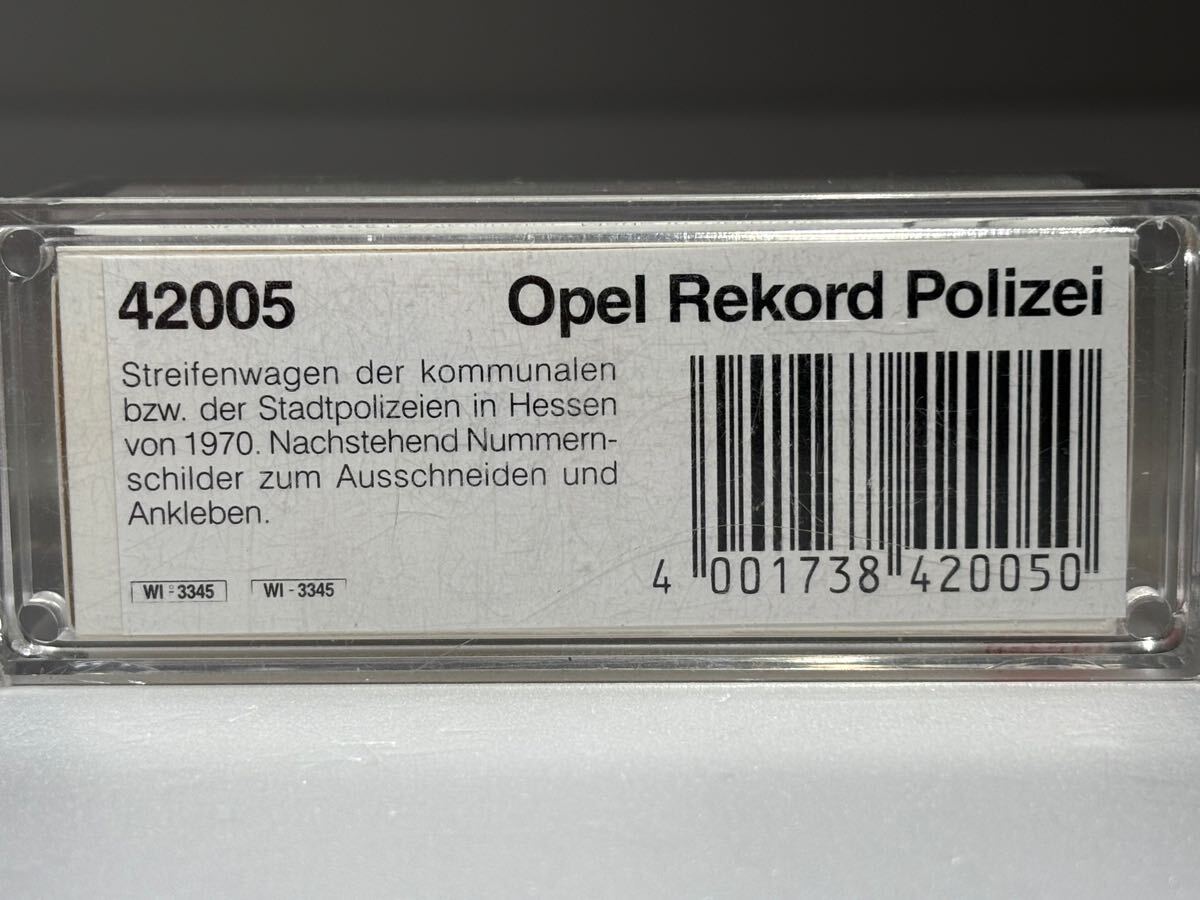 42005 Opel Rekord Polizei
Streifenwagen der kommunalen
bzw. der Stadtpolizeien in Hessen
von 1970. Nachstehend Nummern-
schilder zum Ausschneiden und
Ankleben.
WI - 3345 WI - 3345
4 001738 420050